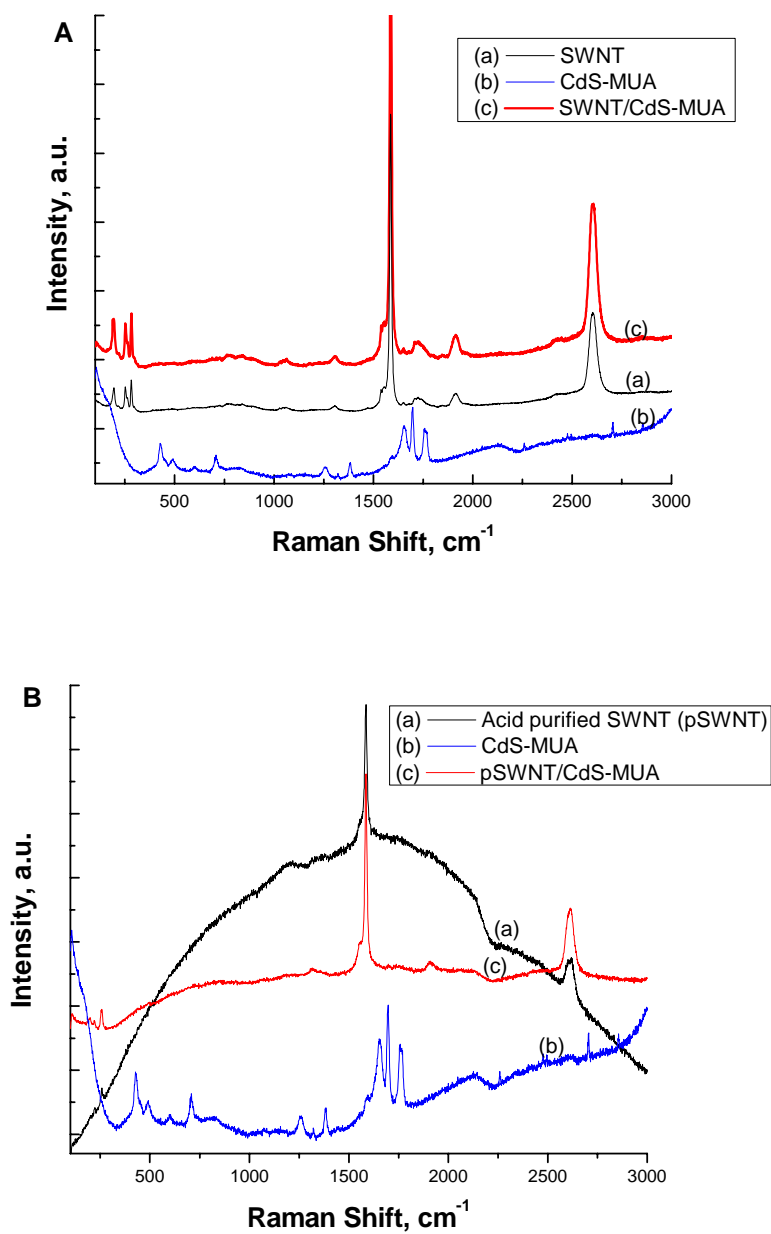 A
(a) SWNT
(b) CdS-MUA
(c) SWNT/CdS-MUA
Intensity, a.u.
(c)
(a)
(b)
500 1000 1500 2000 2500 3000
Raman Shift, cm-1
B
(a) Acid purified SWNT (pSWNT)
(b) CdS-MUA
(c) pSWNT/CdS-MUA
Intensity, a.u.
(a)
(c)
(b)
500 1000 1500 2000 2500 3000
Raman Shift, cm-1